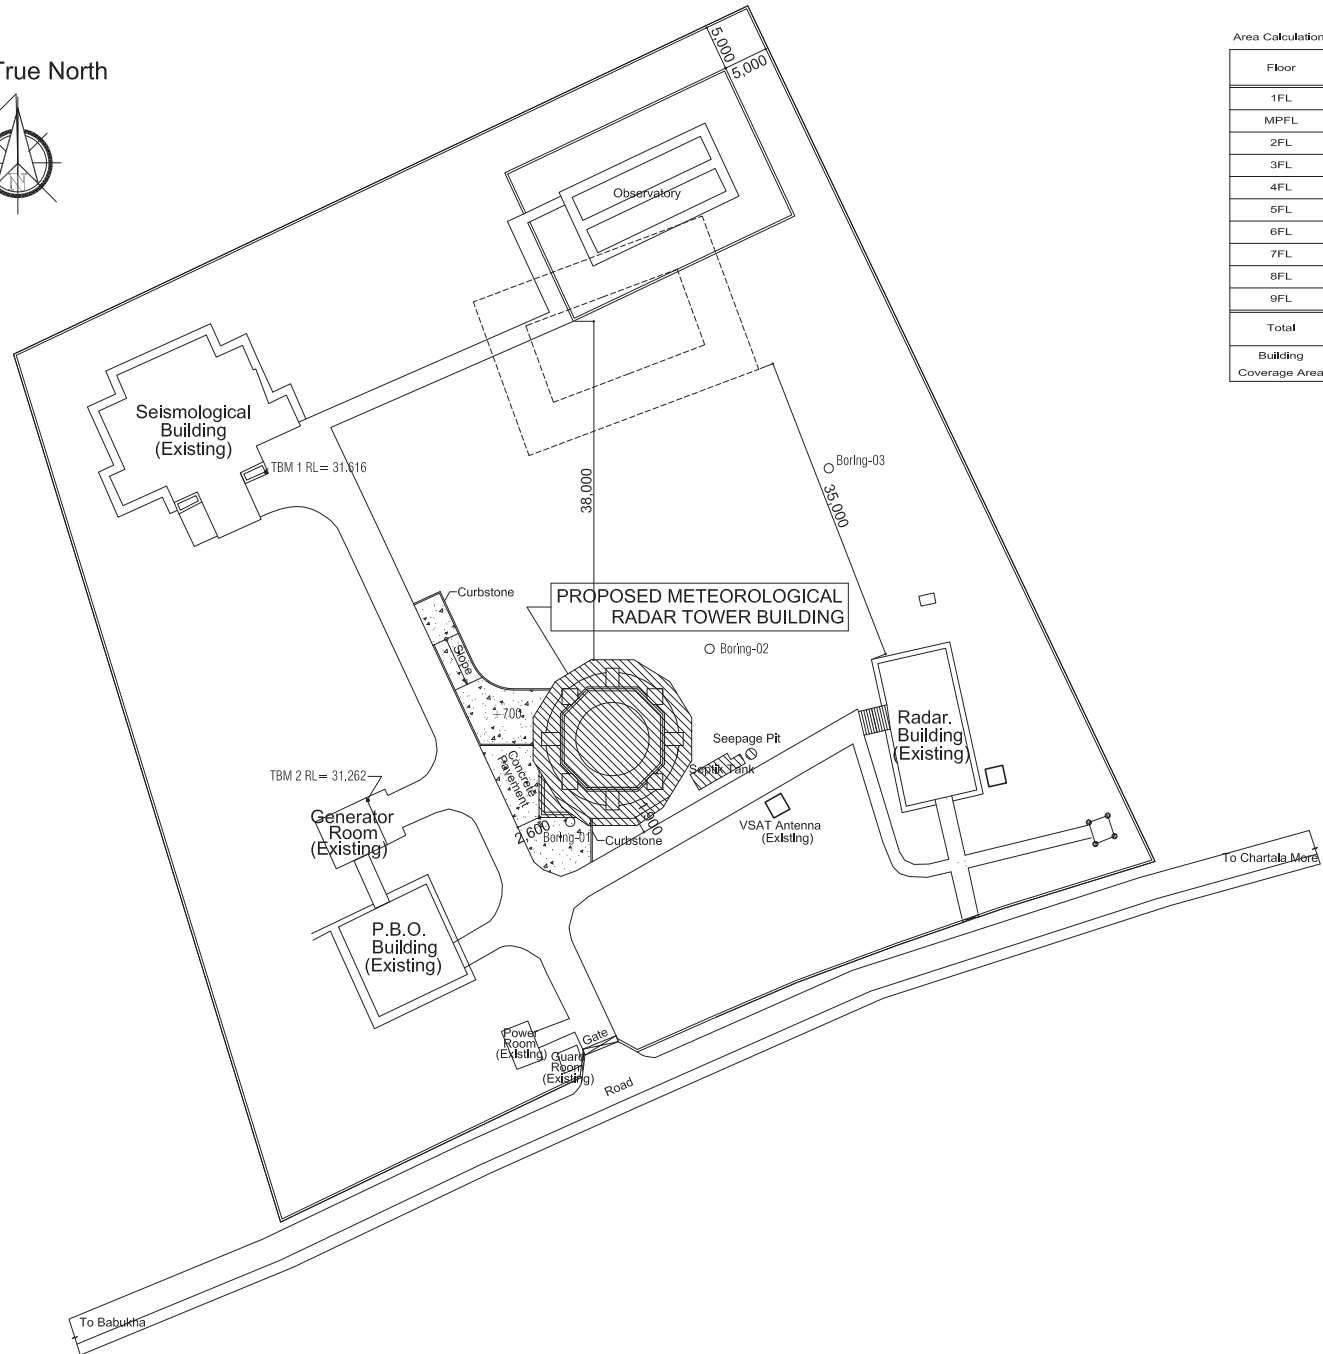 True North
N
5,000
5,000
Area Calculation
Floor
1FL
MPFL
2FL
3FL
4FL
5FL
6FL
7FL
8FL
9FL
Total
Building
Coverage Area
Observatory
Seismological
Building
(Existing)
TBM 1 RL= 31.616
38,000
Boring-03
35,000
Curbstone
PROPOSED METEOROLOGICAL
RADAR TOWER BUILDING
Slope
Boring-02
+700
Radar.
Building
(Existing)
Seepage Pit
Septik Tank
Concrete
Pavement
TBM 2 RL= 31.262
Generator
Room
(Existing)
2,600
Boring-01
1,900
Curbstone
VSAT Antenna
(Existing)
To Chartala More
P.B.O.
Building
(Existing)
Power
Room
(Existing)
Guard
Room
(Existing)
Gate
Road
To Babukha